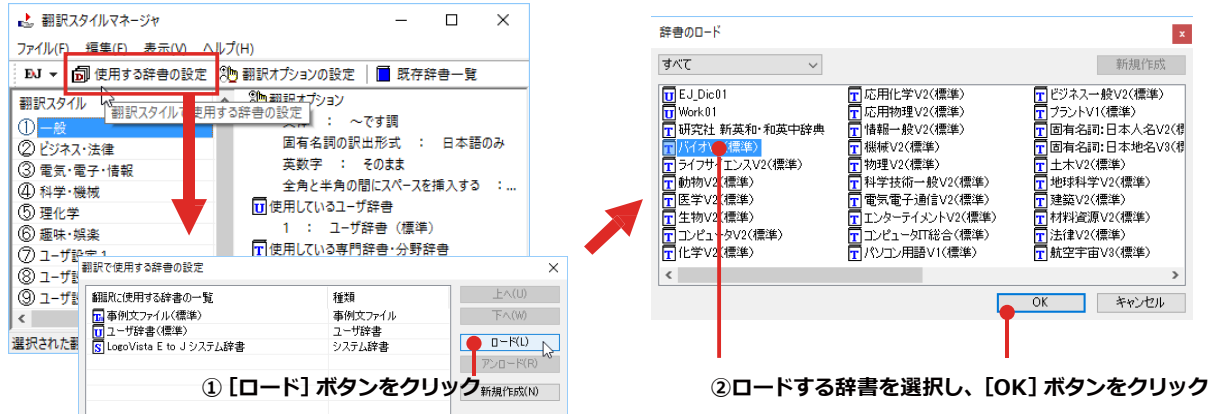 翻訳スタイルマネージャ
ファイル(F) 編集(E) 表示(V) ヘルプ(H)
EJ 使用する辞書の設定 翻訳オプションの設定 既存辞書一覧
翻訳スタイル
翻訳スタイルで使用する辞書の設定
① 一般
② ビジネス・法律
③ 電気・電子・情報
④ 科学・機械
⑤ 理化学
⑥ 趣味・娯楽
⑦ ユーザ設定 1
⑧ ユーザ
⑨ ユーザ
選択された
翻訳オプション
: ～です調
固有名詞の訳出形式 : 日本語のみ
英数字 : そのまま
全角と半角の間にスペースを挿入する :...
使用しているユーザ辞書
1 : ユーザ辞書 (標準)
使用している専門辞書・分野辞書
翻訳で使用する辞書の設定
翻訳に使用する辞書の一覧 種類
事例文ファイル(標準) 事例文ファイル
ユーザ辞書(標準) ユーザ辞書
LogoVista E to J システム辞書 システム辞書
上へ(U)
下へ(W)
ロード(L)
アンロード(R)
新規作成(N)
①［ロード］ボタンをクリック
辞書のロード
すべて 新規作成
EJ_Dic01
Work01
研究社 新英和・和英中辞典
バイオV (標準)
ライフサイエンスV2(標準)
動物V2(標準)
医学V2(標準)
生物V2(標準)
コンピュータV2(標準)
化学V2(標準)
応用化学V2(標準)
応用物理V2(標準)
情報一般V2(標準)
機械V2(標準)
物理V2(標準)
科学技術一般V2(標準)
電気電子通信V2(標準)
エンターテイメントV2(標準)
コンピュータIT総合(標準)
パソコン用語V1(標準)
ビジネス一般V2(標準)
プラントV1(標準)
固有名詞:日本人名V2(標
固有名詞:日本地名V3(標
土木V2(標準)
地球科学V2(標準)
建築V2(標準)
材料資源V2(標準)
法律V2(標準)
航空宇宙V3(標準)
OK キャンセル
②ロードする辞書を選択し、［OK］ボタンをクリック